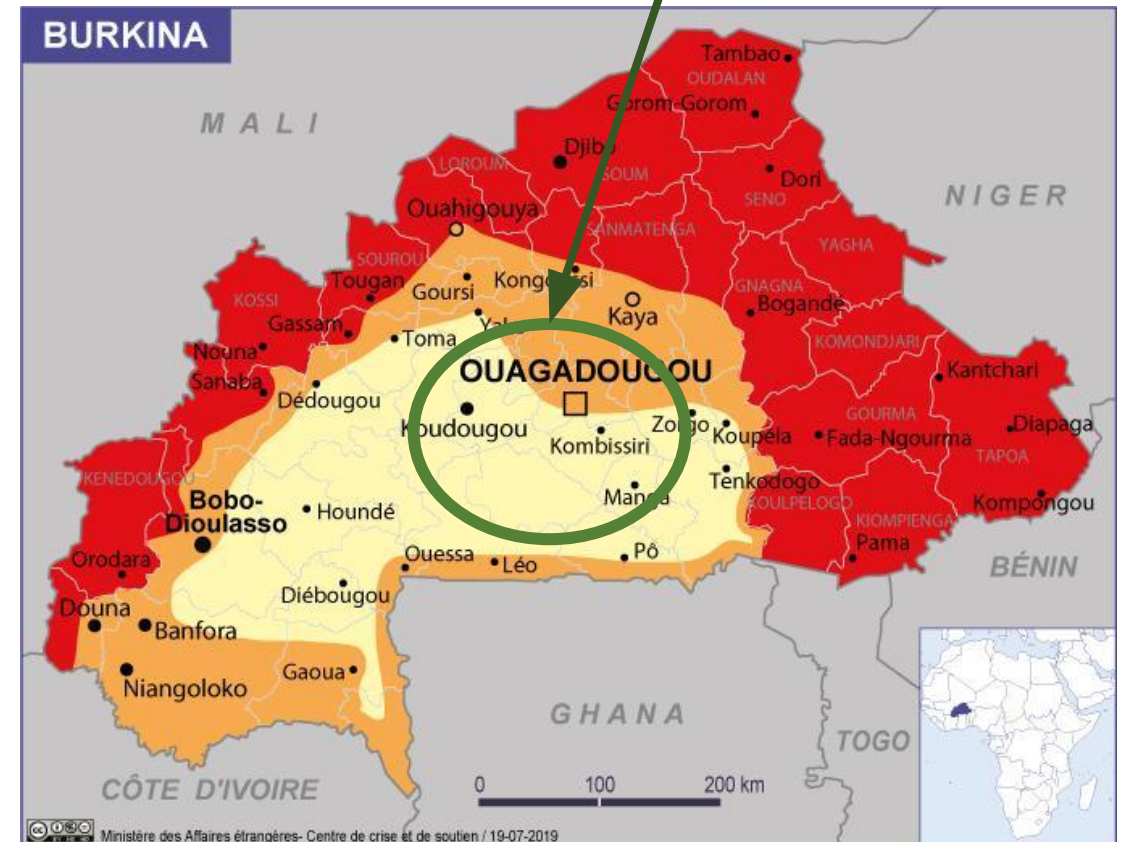 BURKINA
Tambao
OUDALAN
Gorom-Gorom
MALI
Djibo
LOROUM
SOUM
Dori
SENO
NIGER
Ouahigouya
SANMATENGA
YAGHA
SOUROU
Tougan
Goursi
Kongoussi
GNAGNA
KOSSI
Bogandé
Kaya
Gassam
Toma
KOMONDJARI
Nouna
Kantchari
Sanaba
OUAGADOUGOU
Dédougou
GOURMA
Koudougou
Zorgo
Koupéla
Fada-Ngourma
Diapaga
Kombissiri
TAPOA
KENEDOUGOU
Tenkodogo
Bobo-
Dioulasso
Manga
KOULPELOGO
Kompongou
Houndé
KIOMPIENGA
Pama
Orodara
Ouessa
Léo
Pô
BÉNIN
Diébougou
Douna
Banfora
Gaoua
Niangoloko
GHANA
TOGO
CÔTE D'IVOIRE
0 100 200 km
Ministère des Affaires étrangères- Centre de crise et de soutien / 19-07-2019